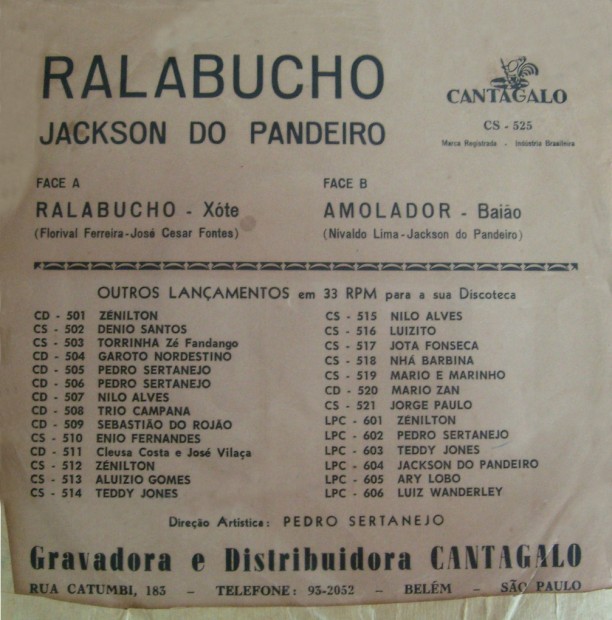 RALABUCHO
JACKSON DO PANDEIRO
CANTAGALO
CS - 525
Marca Registrada - Indústria Brasileira
FACE A
RALABUCHO - Xóte
(Florival Ferreira-José Cesar Fontes)
FACE B
AMOLADOR - Baião
(Nivaldo Lima-Jackson do Pandeiro)
OUTROS LANÇAMENTOS em 33 RPM para a sua Discoteca
CD - 501 ZÉNILTON
CS - 502 DENIO SANTOS
CS - 503 TORRINHA Zé Fandango
CD - 504 GAROTO NORDESTINO
CD - 505 PEDRO SERTANEJO
CD - 506 PEDRO SERTANEJO
CD - 507 NILO ALVES
CD - 508 TRIO CAMPANA
CD - 509 SEBASTIÃO DO ROJÃO
CS - 510 ENIO FERNANDES
CD - 511 Cleusa Costa e José Vilaça
CS - 512 ZÉNILTON
CS - 513 ALUIZIO GOMES
CS - 514 TEDDY JONES
CS - 515 NILO ALVES
CS - 516 LUIZITO
CS - 517 JOTA FONSECA
CS - 518 NHÁ BARBINA
CS - 519 MARIO E MARINHO
CD - 520 MARIO ZAN
CS - 521 JORGE PAULO
LPC - 601 ZÉNILTON
LPC - 602 PEDRO SERTANEJO
LPC - 603 TEDDY JONES
LPC - 604 JACKSON DO PANDEIRO
LPC - 605 ARY LOBO
LPC - 606 LUIZ WANDERLEY
Direção Artística: PEDRO SERTANEJO
Gravadora e Distribuidora CANTAGALO
RUA CATUMBI, 183 - TELEFONE: 93-2052 - BELÉM - SÃO PAULO